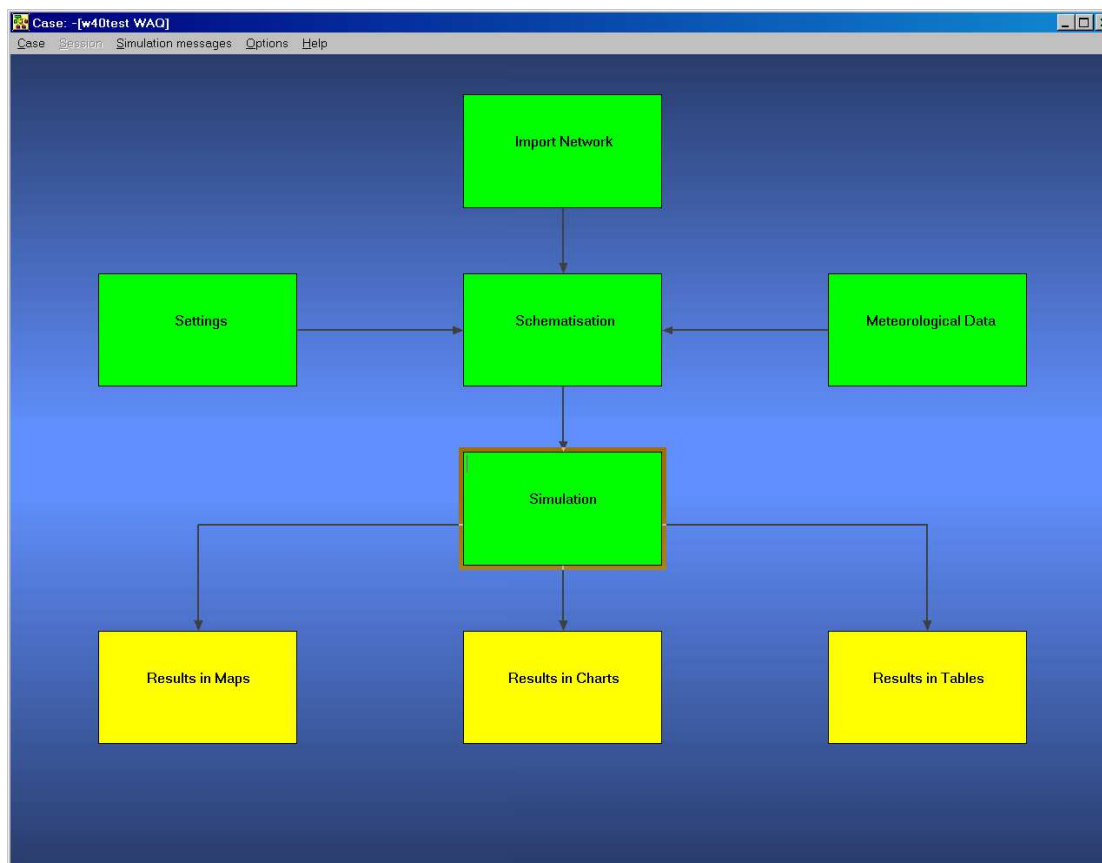 Case: -[w40test WAQ]
Case Session Simulation messages Options Help
Import Network
Settings Schematisation Meteorological Data
Simulation
Results in Maps Results in Charts Results in Tables